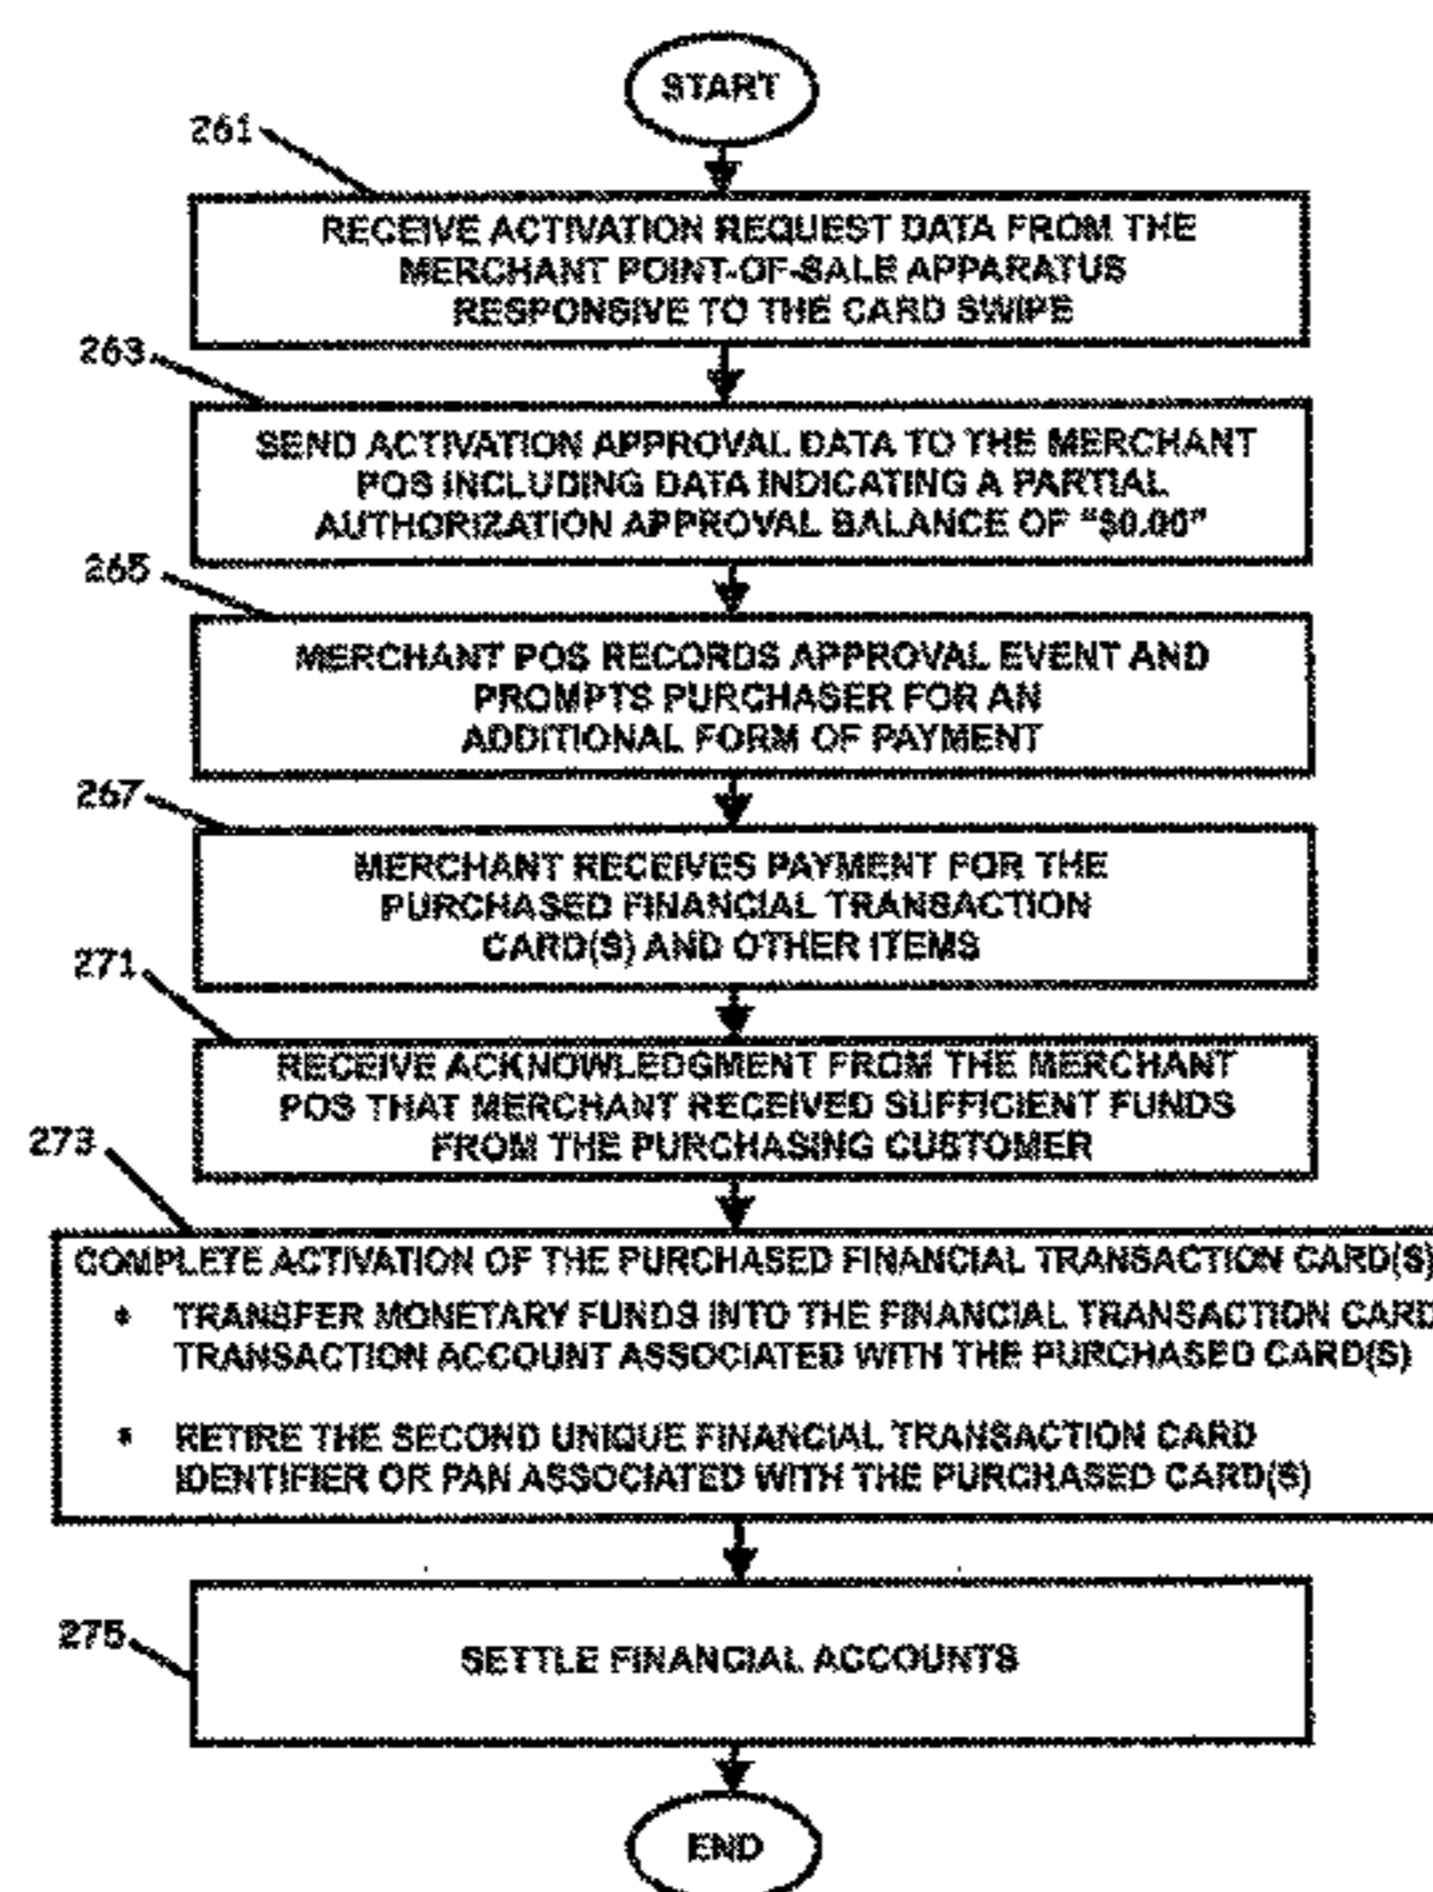 START
261
RECEIVE ACTIVATION REQUEST DATA FROM THE
MERCHANT POINT-OF-SALE APPARATUS
RESPONSIVE TO THE CARD SWIPE
263
SEND ACTIVATION APPROVAL DATA TO THE MERCHANT
POS INCLUDING DATA INDICATING A PARTIAL
AUTHORIZATION APPROVAL BALANCE OF "$0.00"
265
MERCHANT POS RECORDS APPROVAL EVENT AND
PROMPTS PURCHASER FOR AN
ADDITIONAL FORM OF PAYMENT
267
MERCHANT RECEIVES PAYMENT FOR THE
PURCHASED FINANCIAL TRANSACTION
CARD(S) AND OTHER ITEMS
271
RECEIVE ACKNOWLEDGMENT FROM THE MERCHANT
POS THAT MERCHANT RECEIVED SUFFICIENT FUNDS
FROM THE PURCHASING CUSTOMER
273
COMPLETE ACTIVATION OF THE PURCHASED FINANCIAL TRANSACTION CARD(S)
• TRANSFER MONETARY FUNDS INTO THE FINANCIAL TRANSACTION CARD
TRANSACTION ACCOUNT ASSOCIATED WITH THE PURCHASED CARD(S)
• RETIRE THE SECOND UNIQUE FINANCIAL TRANSACTION CARD
IDENTIFIER OR PAN ASSOCIATED WITH THE PURCHASED CARD(S)
275
SETTLE FINANCIAL ACCOUNTS
END